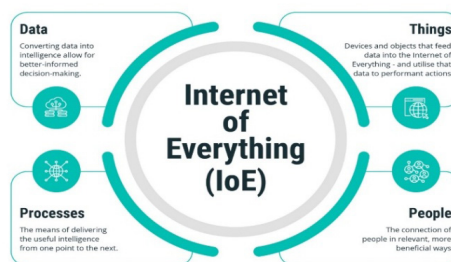 Data
Converting data into
intelligence allow for
better-informed
decision-making.
Things
Devices and objects that feed
data into the Internet of
Everything - and utilise that
data to performant actions
Internet
of
Everything
(IoE)
Processes
The means of delivering
the useful intelligence
from one point to the next.
People
The connection of
people in relevant, more
beneficial ways